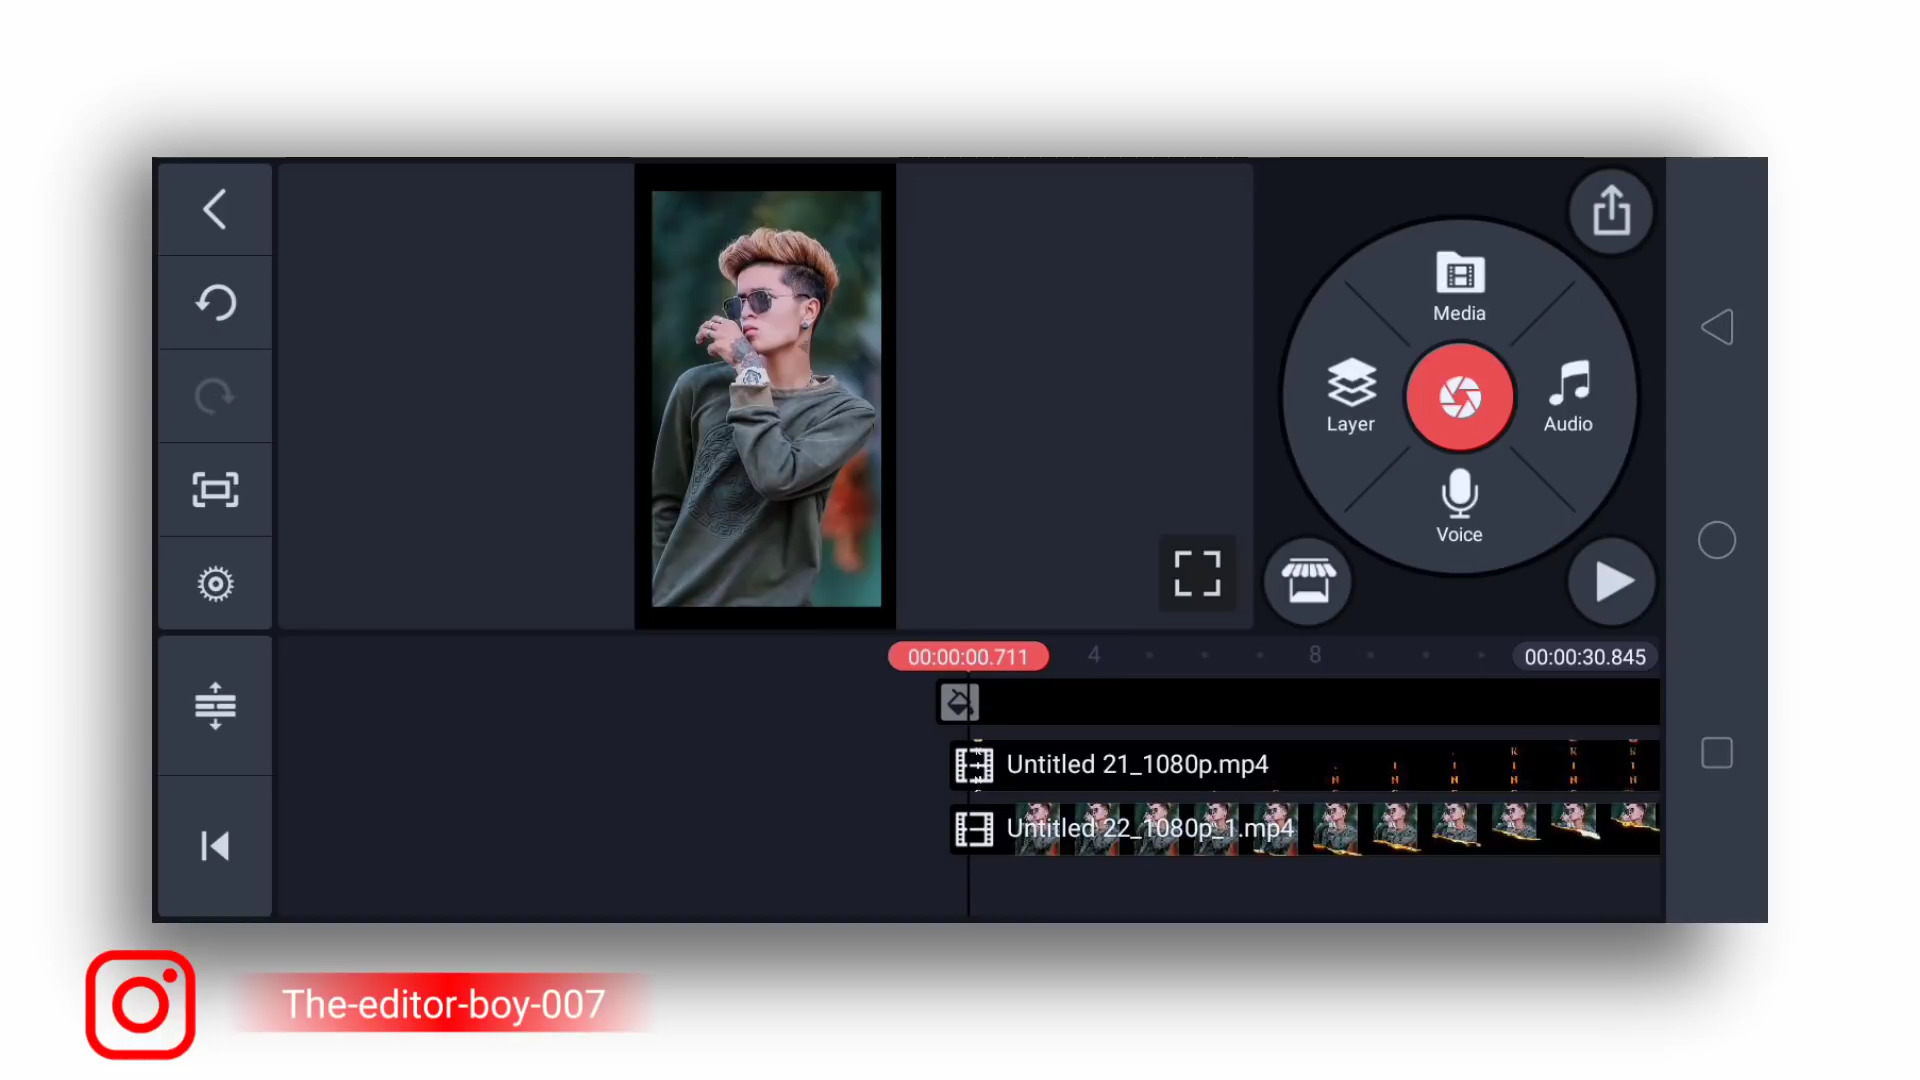 Media
Layer
Audio
Voice
00:00:00.711
4
8
00:00:30.845
Untitled 21_1080p.mp4
Untitled 22_1080p_1.mp4
The-editor-boy-007